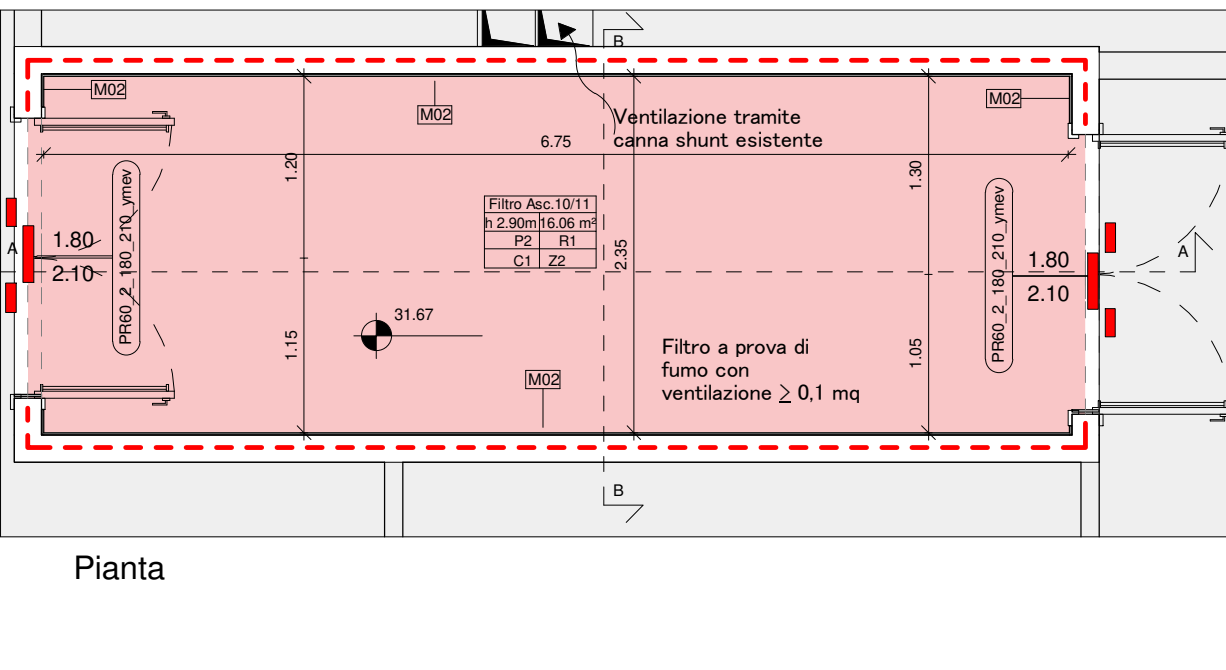 B
M02
M02
M02
Ventilazione tramite
canna shunt esistente
6.75
1.20
1.30
PR60_2_180_210_ymev
Filtro Asc.10/11
h 2.90m 16.06 m²
P2 R1
C1 Z2
2.35
PR60_2_180_210_ymev
A
1.80
2.10
1.80
2.10
A
31.67
1.15
1.05
Filtro a prova di
fumo con
ventilazione ≥ 0,1 mq
M02
B
Pianta